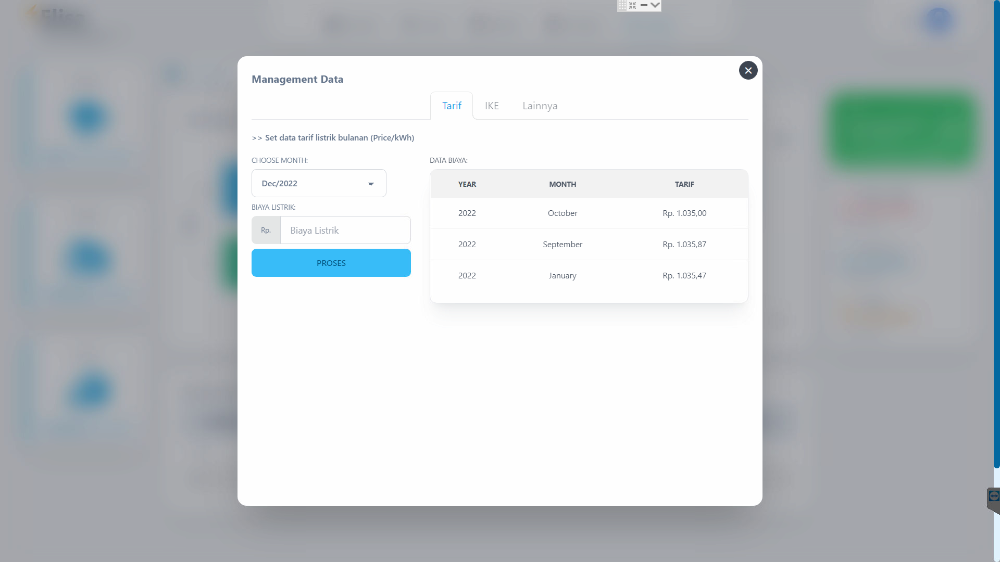 Management Data
Tarif IKE Lainnya
>> Set data tarif listrik bulanan (Price/kWh)
CHOOSE MONTH:
Dec/2022
BIAYA LISTRIK:
Rp. Biaya Listrik
PROSES
DATA BIAYA:
YEAR MONTH TARIF
2022 October Rp. 1.035,00
2022 September Rp. 1.035,87
2022 January Rp. 1.035,47